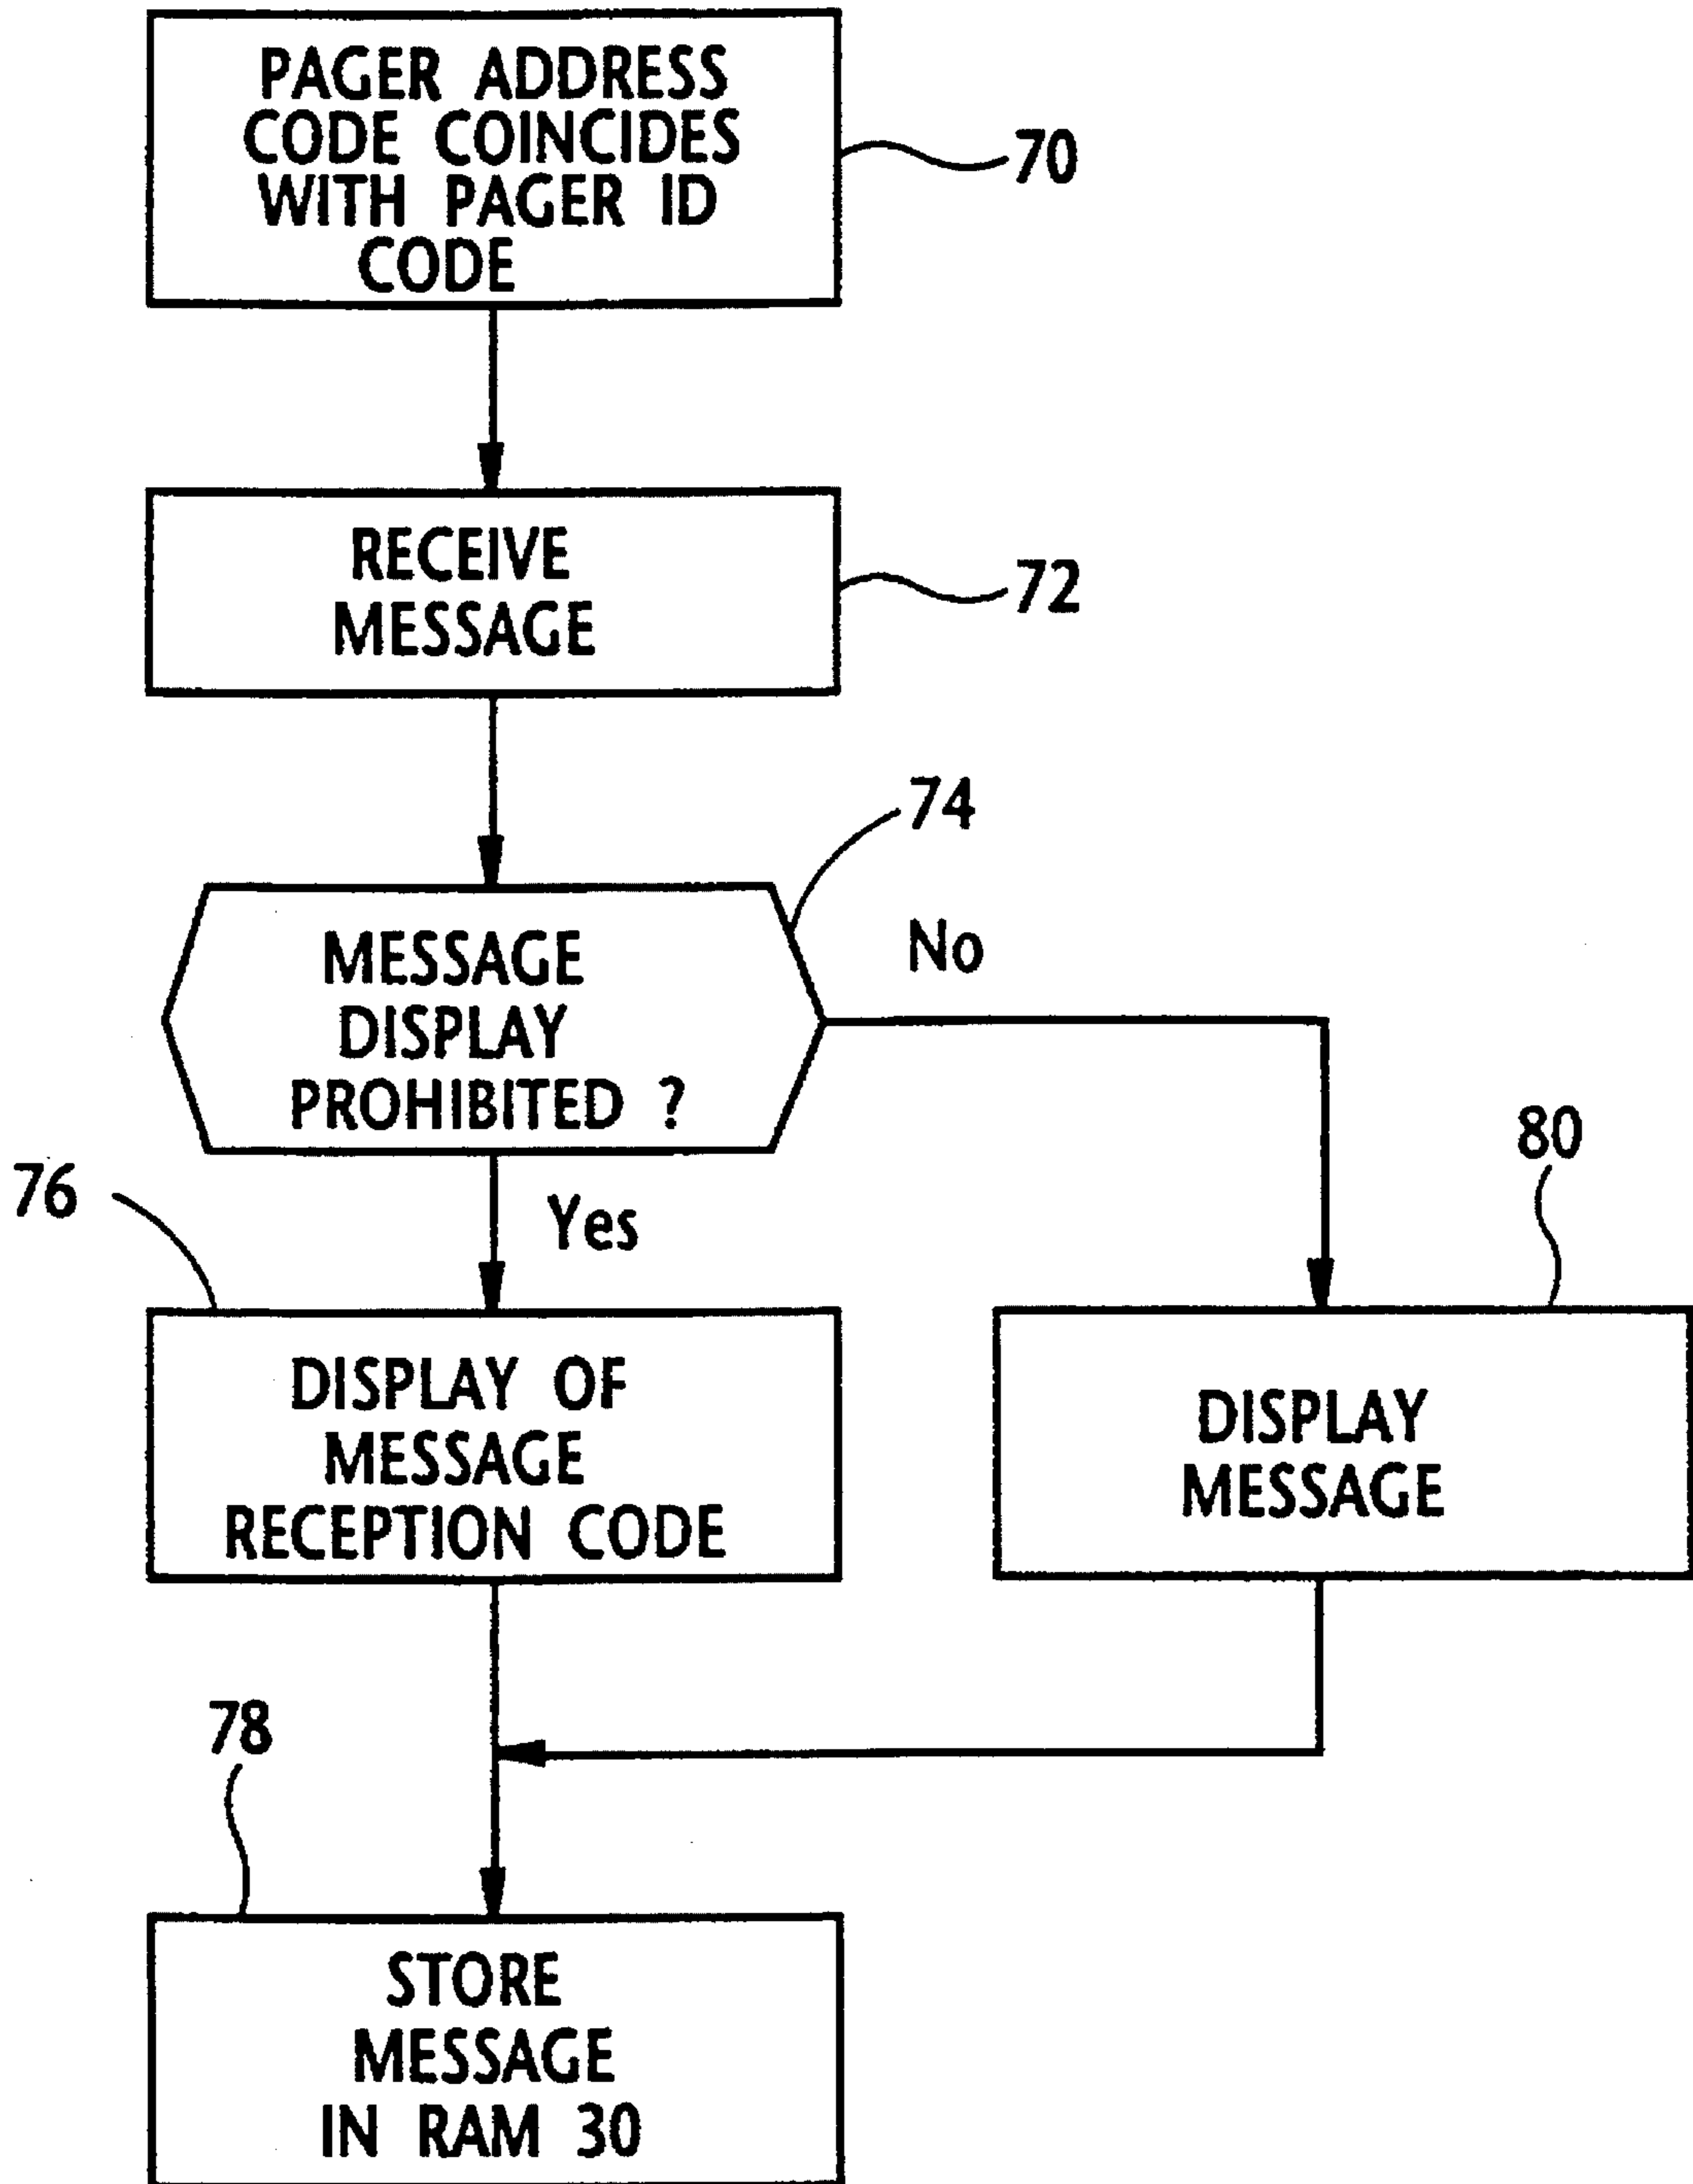 PAGER ADDRESS
CODE COINCIDES
WITH PAGER ID
CODE
70
RECEIVE
MESSAGE
72
74
MESSAGE
DISPLAY
PROHIBITED ?
No
Yes
76
80
DISPLAY OF
MESSAGE
RECEPTION CODE
DISPLAY
MESSAGE
78
STORE
MESSAGE
IN RAM 30